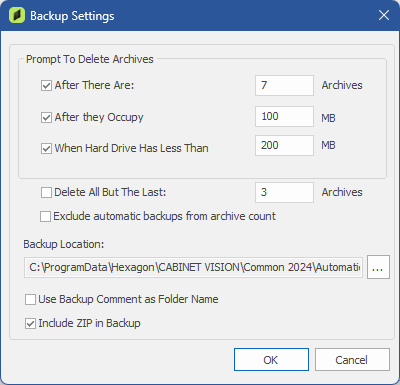 Backup Settings
Prompt To Delete Archives
After There Are: 7 Archives
After they Occupy 100 MB
When Hard Drive Has Less Than 200 MB
Delete All But The Last: 3 Archives
Exclude automatic backups from archive count
Backup Location:
C:\ProgramData\Hexagon\CABINET VISION\Common 2024\Automatic ...
Use Backup Comment as Folder Name
Include ZIP in Backup
OK Cancel